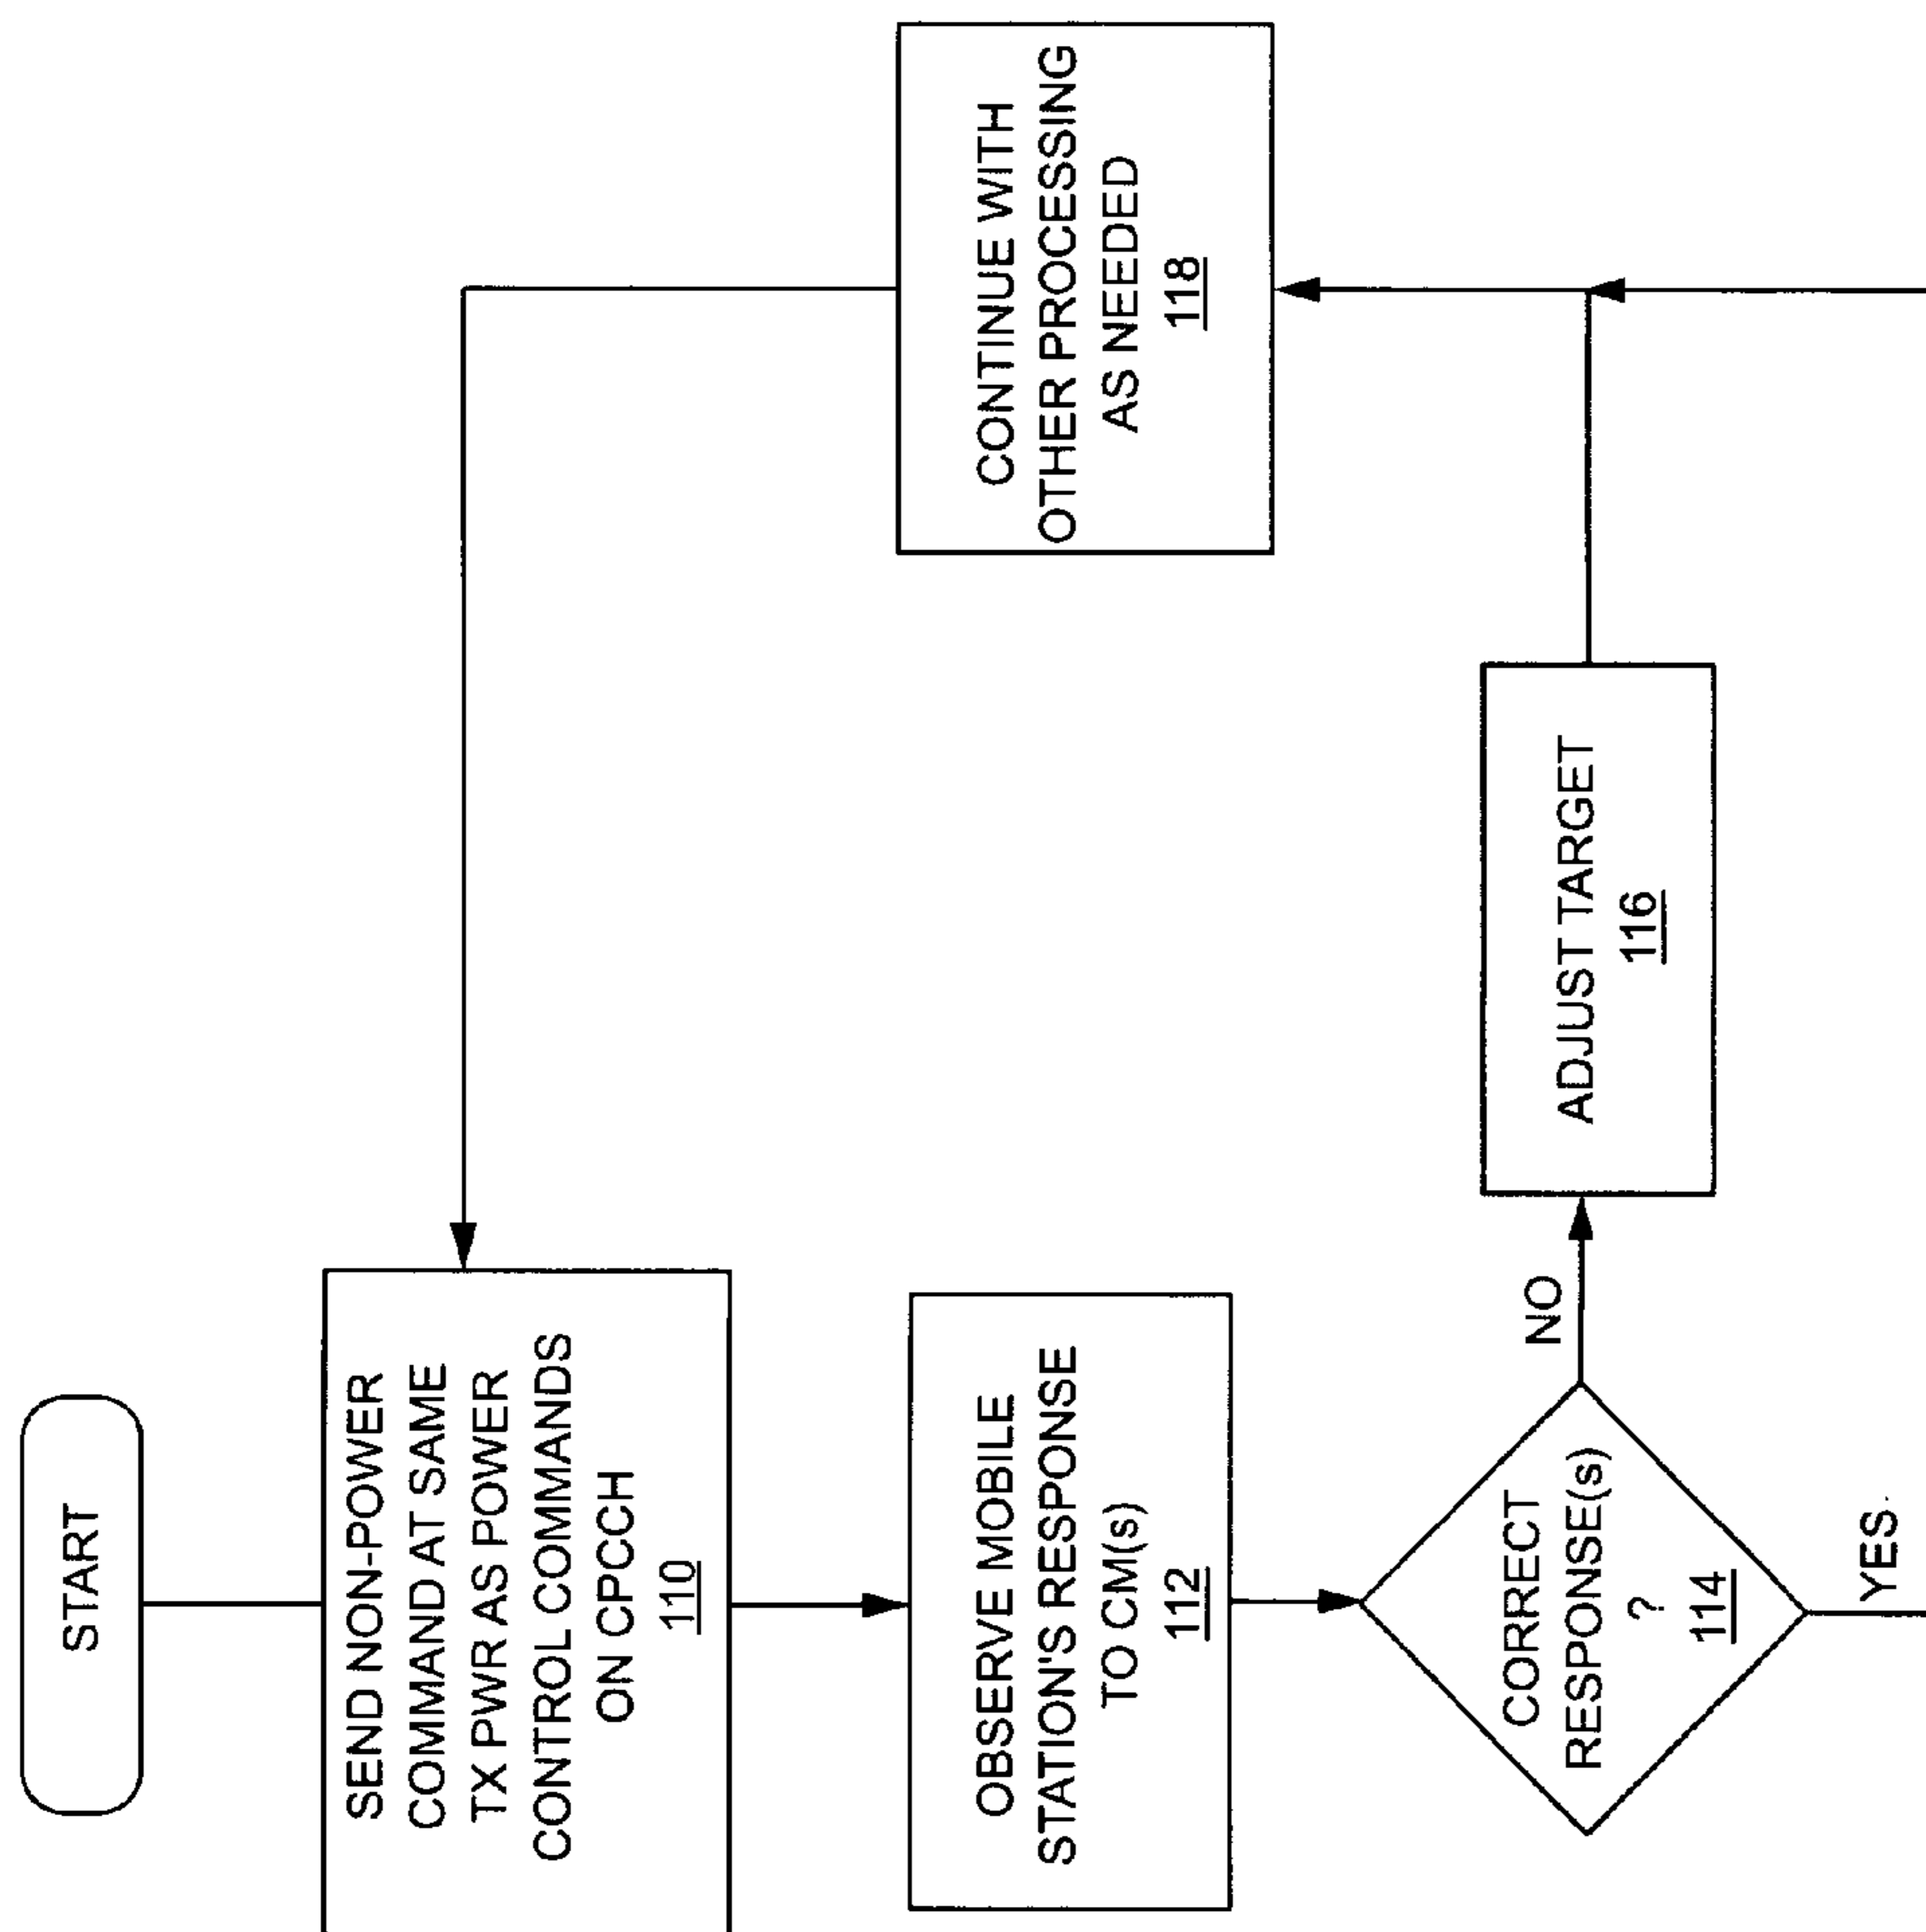 START
SEND NON-POWER
COMMAND AT SAME
TX PWR AS POWER
CONTROL COMMANDS
ON CPCCH
110
OBSERVE MOBILE
STATION'S RESPONSE
TO CM(s)
112
CORRECT
RESPONSE(s)
?
114
NO
YES
ADJUST TARGET
116
CONTINUE WITH
OTHER PROCESSING
AS NEEDED
118